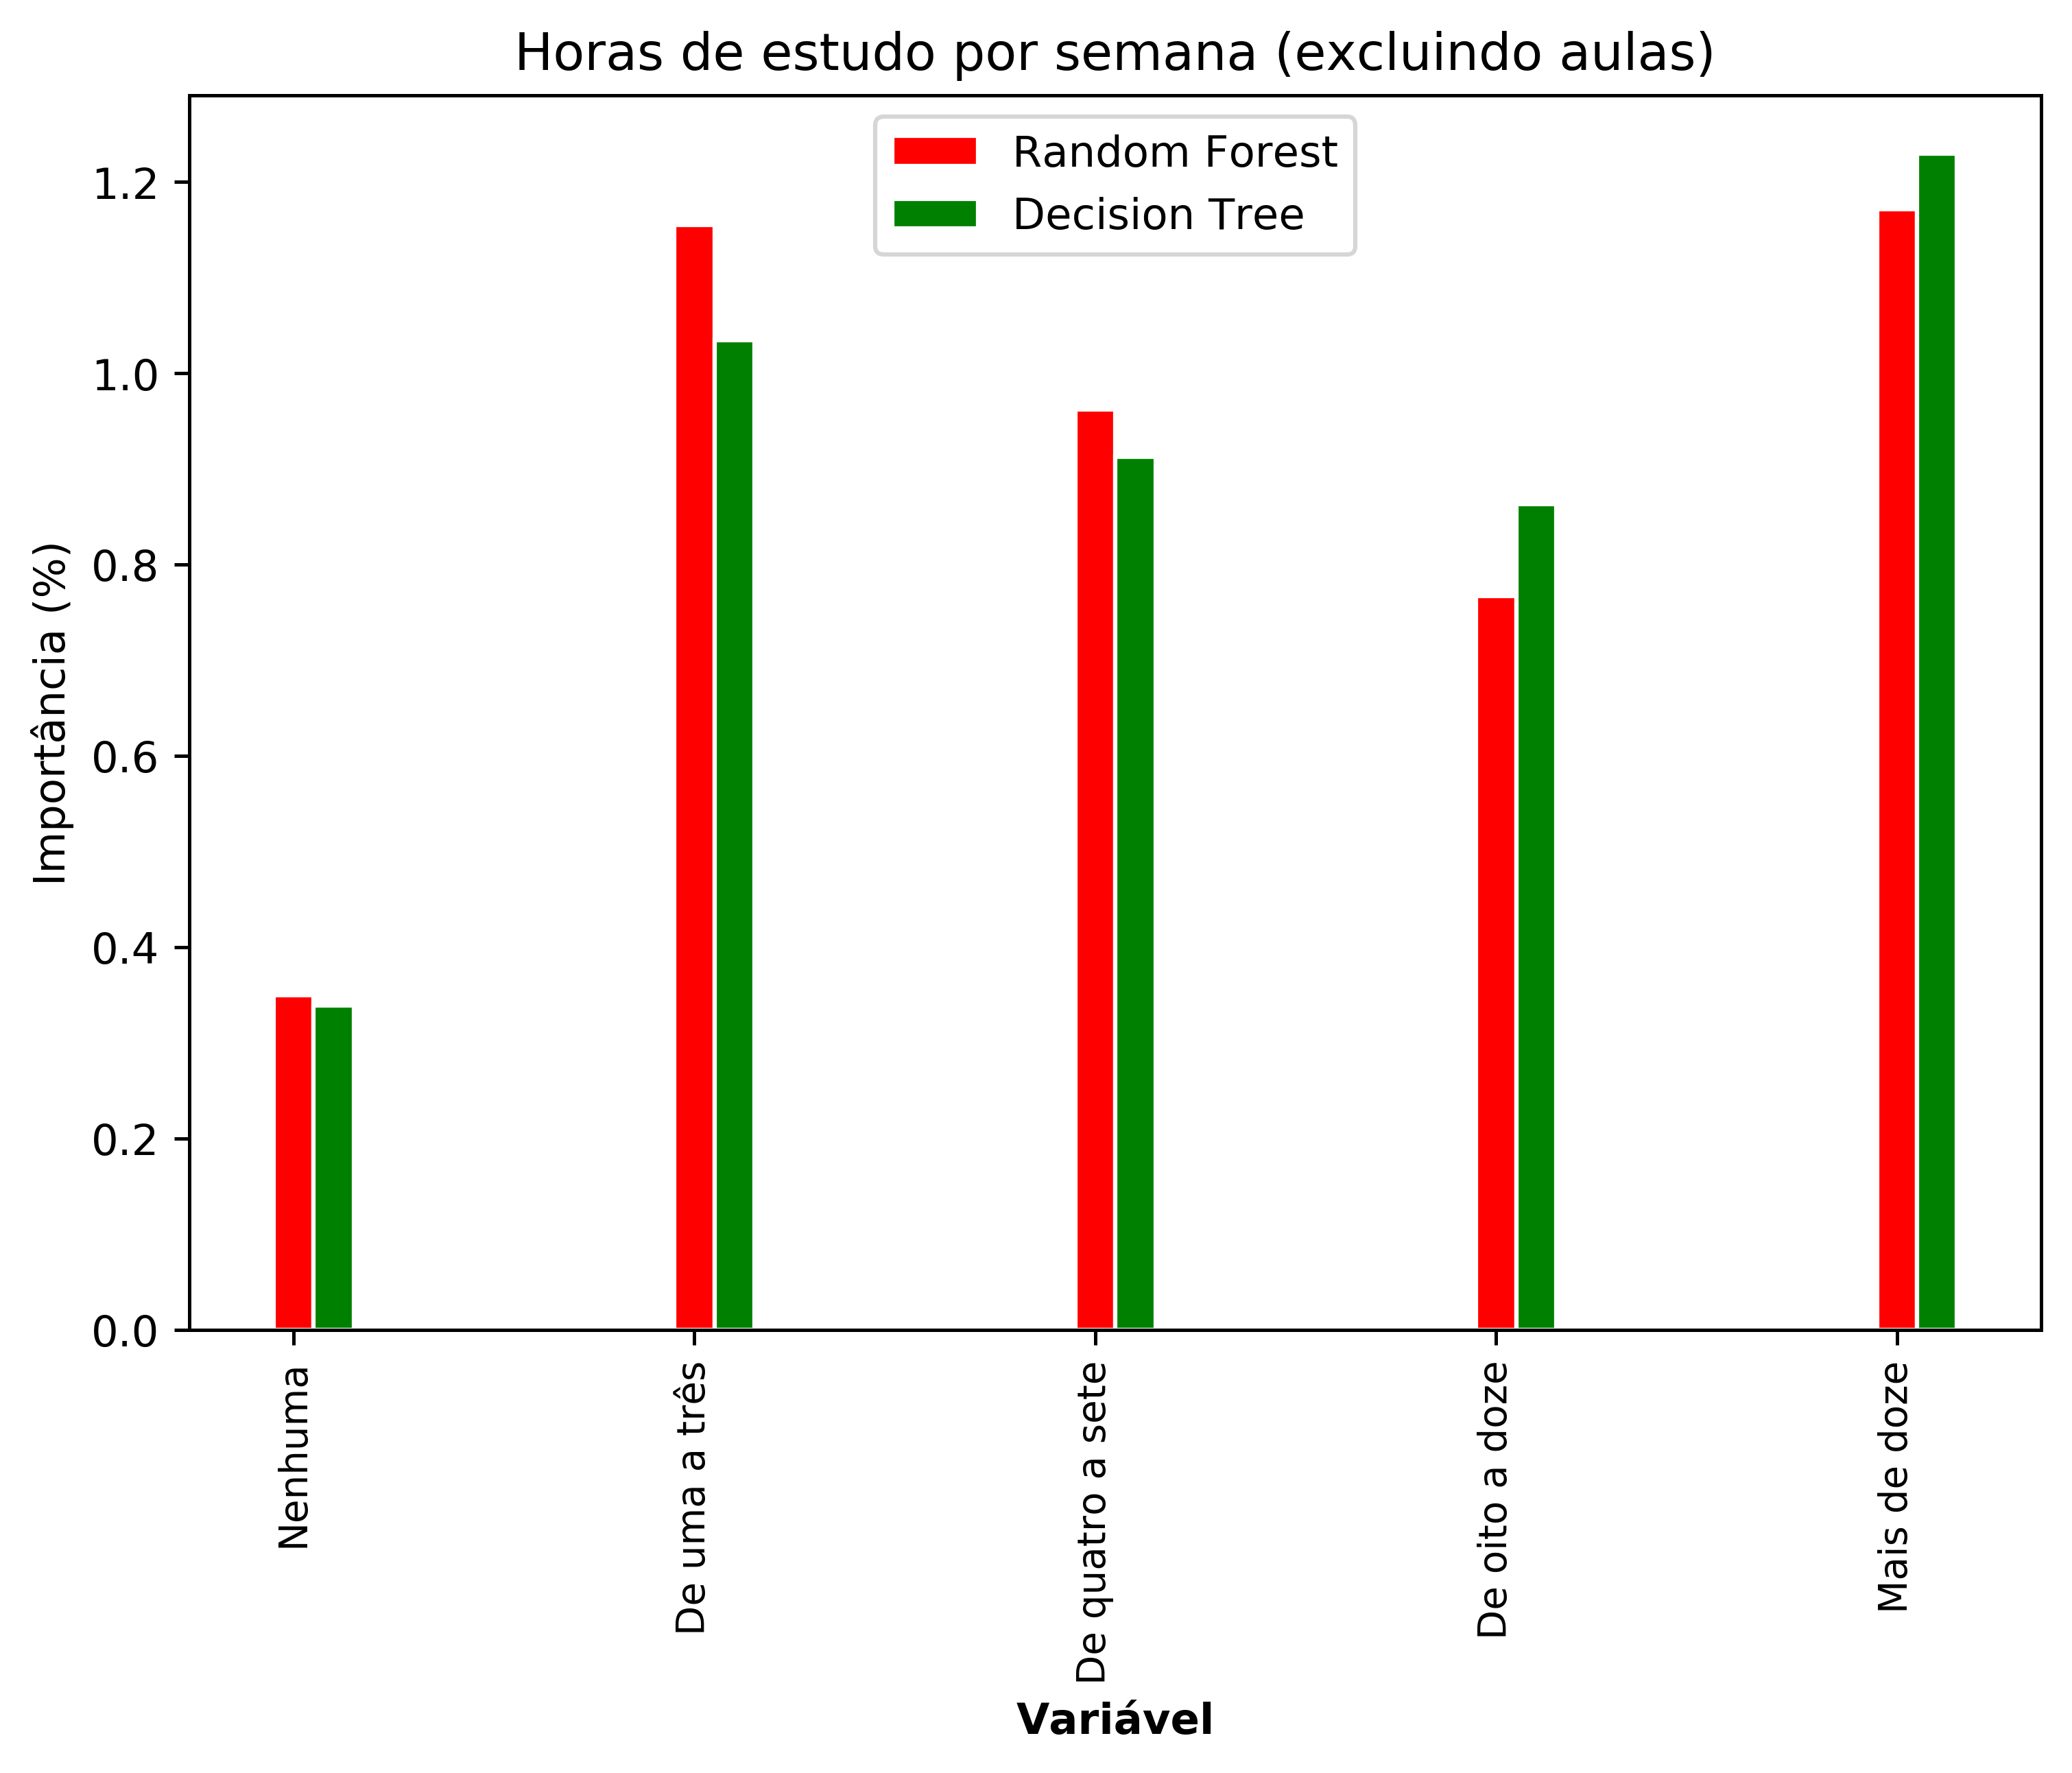 Horas de estudo por semana (excluindo aulas)
Random Forest
Decision Tree
Importância (%)
1.2
1.0
0.8
0.6
0.4
0.2
0.0
Nenhuma
De uma a três
De quatro a sete
De oito a doze
Mais de doze
Variável